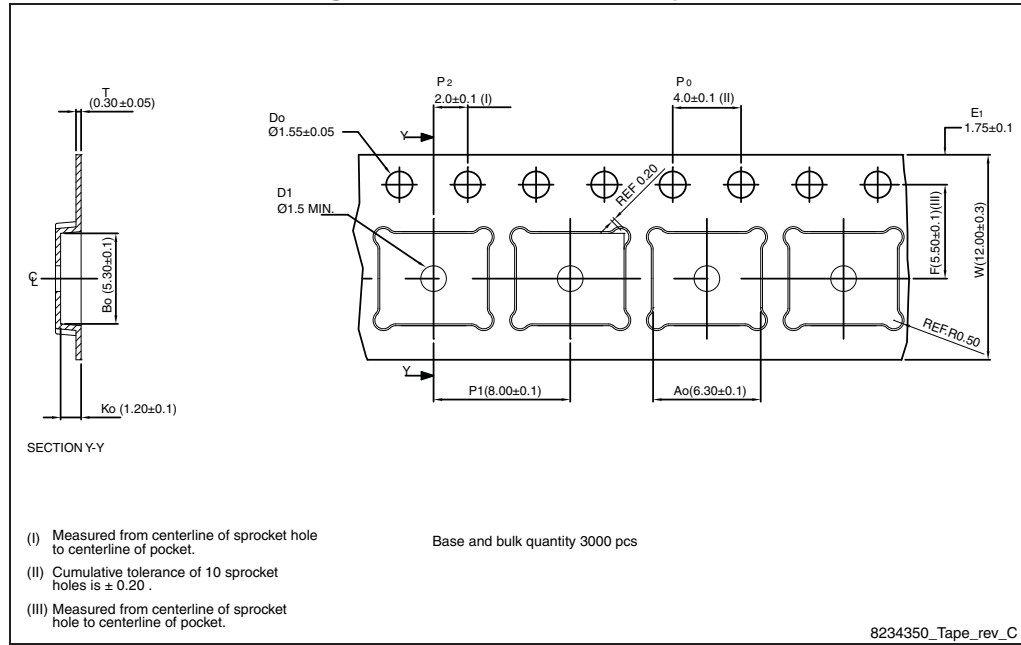 T
(0.30±0.05)
P2
2.0±0.1 (I)
P0
4.0±0.1 (II)
E1
1.75±0.1
Do
Ø1.55±0.05
Y
D1
Ø1.5 MIN.
REF 0.20
F(5.50±0.1)(III)
W(12.00±0.3)
Bo (5.30±0.1)
℄
REF.R0.50
Y
P1(8.00±0.1)
Ao(6.30±0.1)
Ko (1.20±0.1)
SECTION Y-Y
(I) Measured from centerline of sprocket hole
to centerline of pocket.
Base and bulk quantity 3000 pcs
(II) Cumulative tolerance of 10 sprocket
holes is ± 0.20 .
(III) Measured from centerline of sprocket
hole to centerline of pocket.
8234350_Tape_rev_C